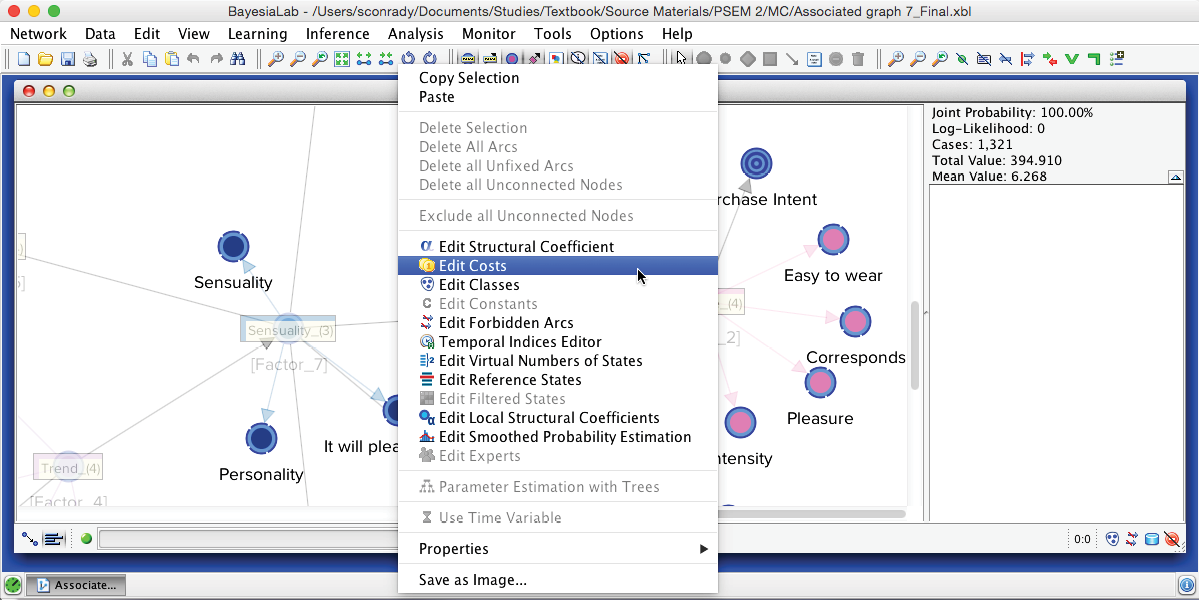 BayesiaLab - /Users/sconrady/Documents/Studies/Textbook/Source Materials/PSEM 2/MC/Associated graph 7_Final.xbl
Network Data Edit View Learning Inference Analysis Monitor Tools Options Help
Copy Selection
Paste
Delete Selection
Delete All Arcs
Delete all Unfixed Arcs
Delete all Unconnected Nodes
Exclude all Unconnected Nodes
Edit Structural Coefficient
Edit Costs
Edit Classes
Edit Constants
Edit Forbidden Arcs
Temporal Indices Editor
Edit Virtual Numbers of States
Edit Reference States
Edit Filtered States
Edit Local Structural Coefficients
Edit Smoothed Probability Estimation
Edit Experts
Parameter Estimation with Trees
Use Time Variable
Properties
Save as Image...
Sensuality
Sensuality_(3)
[Factor_7]
It will plea
Personality
Trend_(4)
[Factor_4]
rchase Intent
Easy to wear
(4)
_2]
Corresponds
Pleasure
ntensity
Joint Probability: 100.00%
Log-Likelihood: 0
Cases: 1,321
Total Value: 394.910
Mean Value: 6.268
0:0
Associate...